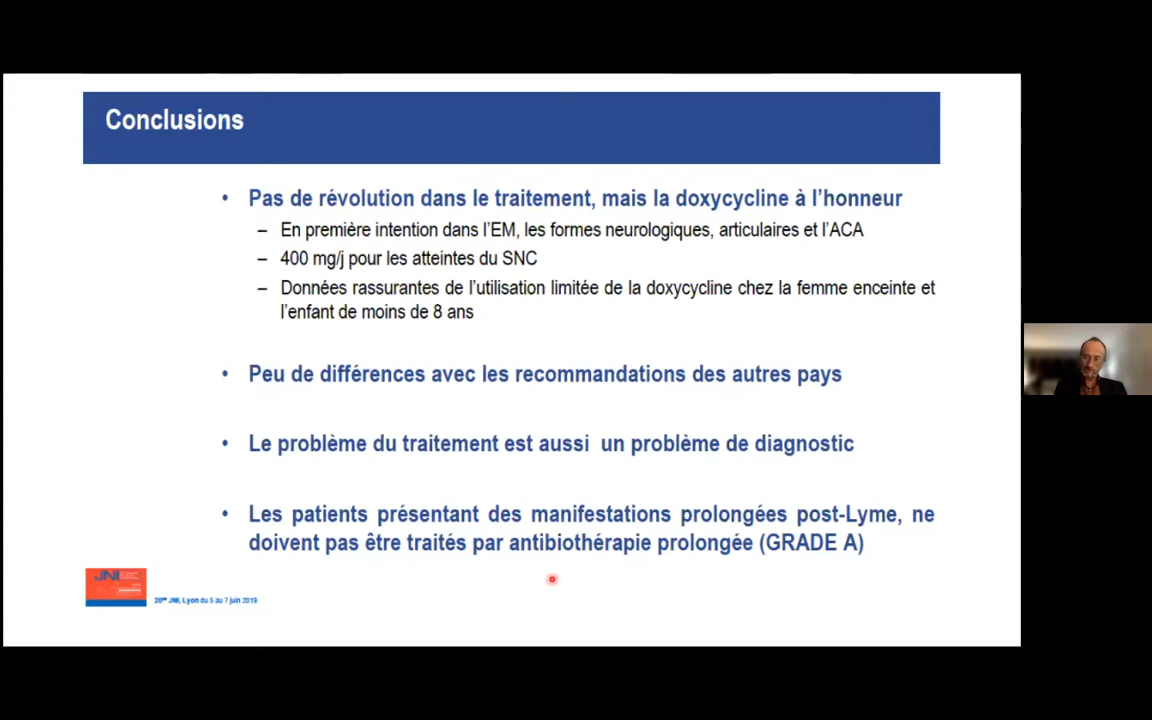 Conclusions
• Pas de révolution dans le traitement, mais la doxycycline à l’honneur
– En première intention dans l’EM, les formes neurologiques, articulaires et l’ACA
– 400 mg/j pour les atteintes du SNC
– Données rassurantes de l’utilisation limitée de la doxycycline chez la femme enceinte et
l’enfant de moins de 8 ans
• Peu de différences avec les recommandations des autres pays
• Le problème du traitement est aussi un problème de diagnostic
• Les patients présentant des manifestations prolongées post-Lyme, ne
doivent pas être traités par antibiothérapie prolongée (GRADE A)
JNI
20es JNI, Lyon du 5 au 7 juin 2019